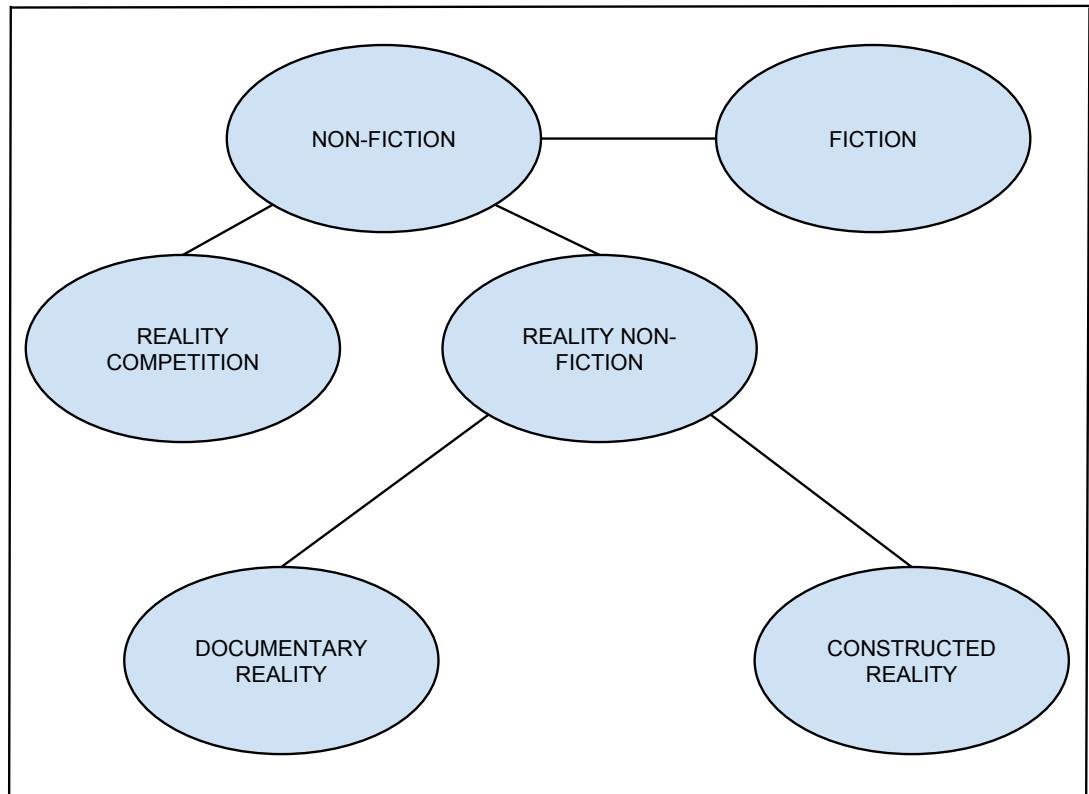 NON-FICTION
FICTION
REALITY
COMPETITION
REALITY NON-
FICTION
DOCUMENTARY
REALITY
CONSTRUCTED
REALITY